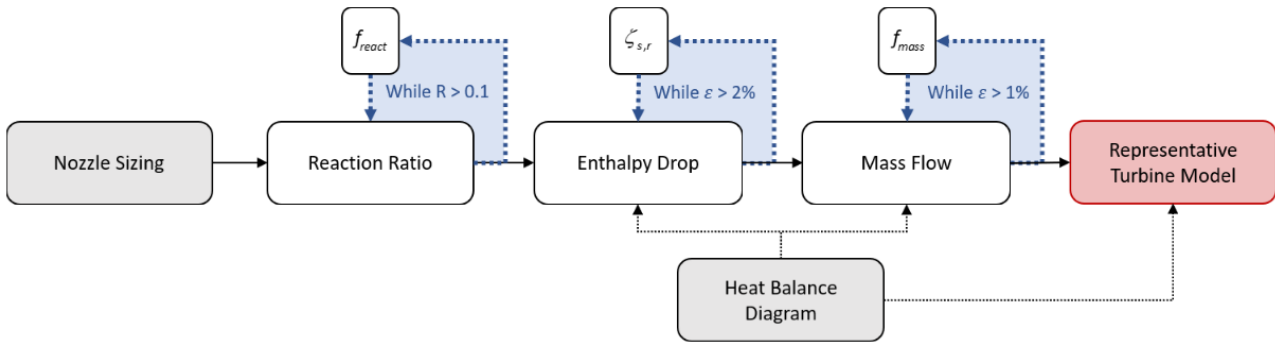 f_react
ζ_s,r
f_mass
While R > 0.1
While ε > 2%
While ε > 1%
Nozzle Sizing
Reaction Ratio
Enthalpy Drop
Mass Flow
Representative
Turbine Model
Heat Balance
Diagram